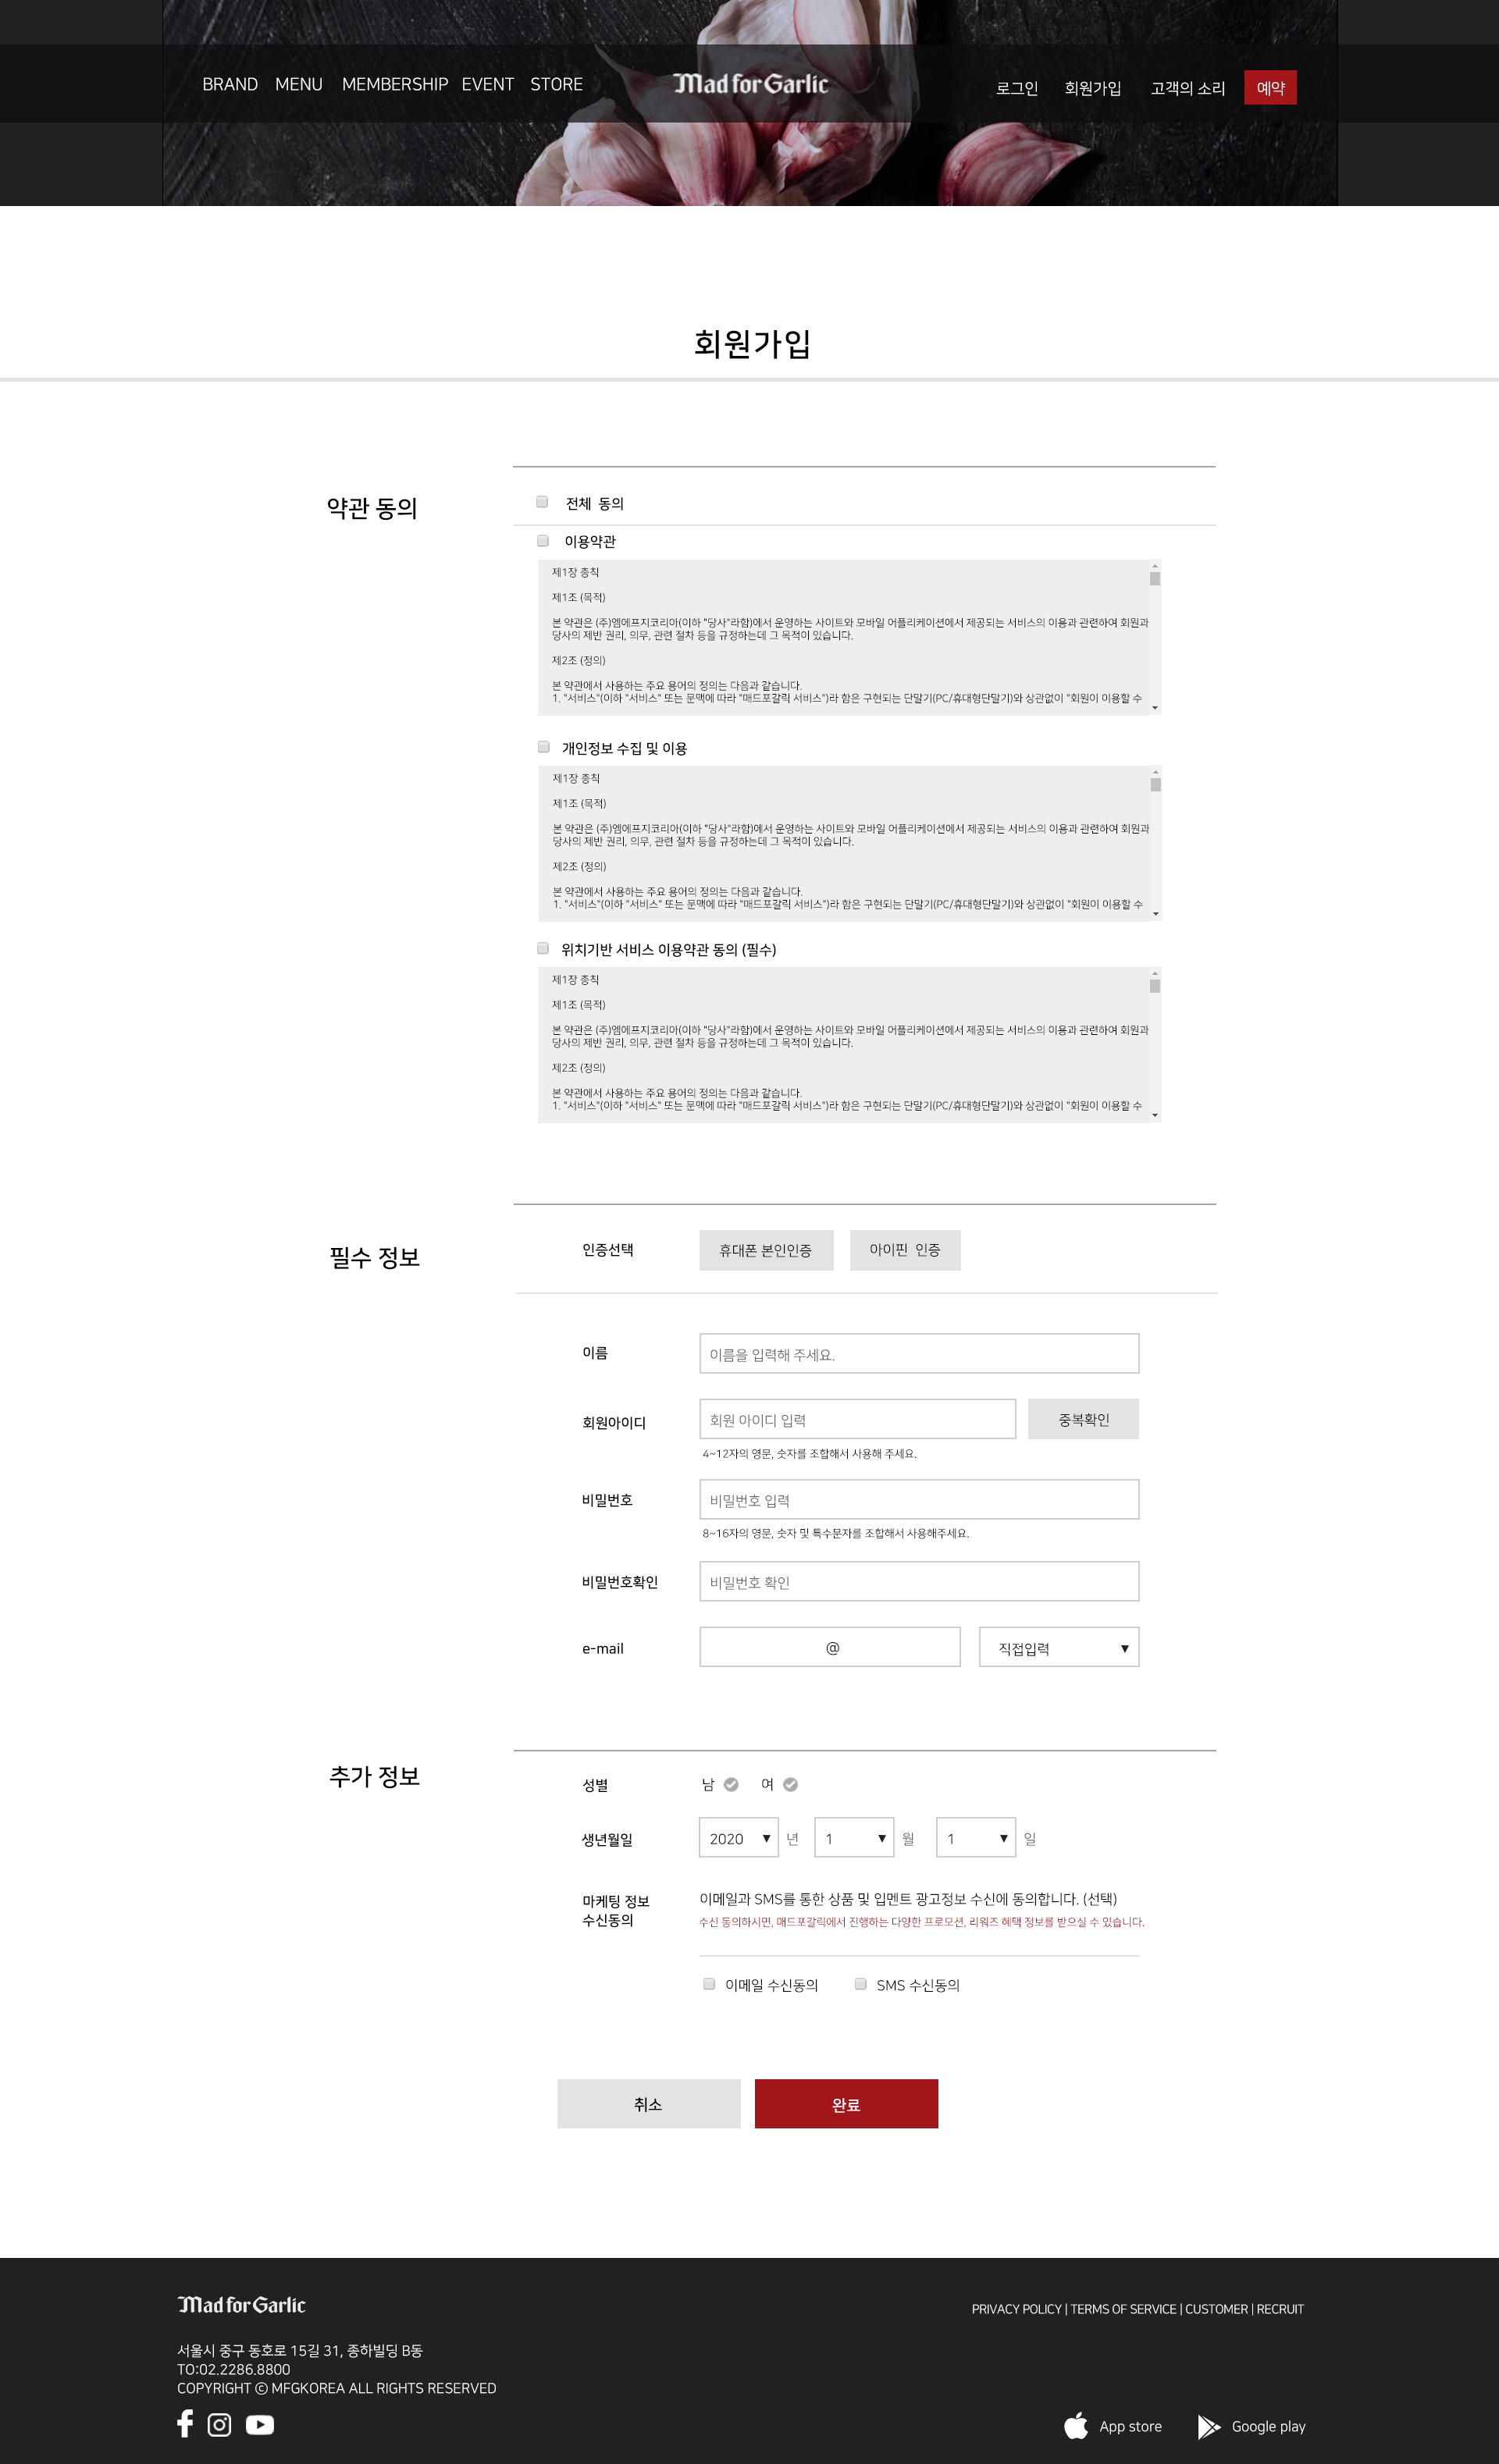 BRAND MENU MEMBERSHIP EVENT STORE Mad for Garlic 로그인 회원가입 고객의 소리 예약
회원가입
약관 동의
전체 동의
이용약관
제1장 총칙
제1조 (목적)
본 약관은 (주)엠에프지코리아(이하 "당사"라함)에서 운영하는 사이트와 모바일 어플리케이션에서 제공되는 서비스의 이용과 관련하여 회원과
당사의 제반 권리, 의무, 관련 절차 등을 규정하는데 그 목적이 있습니다.
제2조 (정의)
본 약관에서 사용하는 주요 용어의 정의는 다음과 같습니다.
1. "서비스"(이하 "서비스" 또는 문맥에 따라 "매드포갈릭 서비스")라 함은 구현되는 단말기(PC/휴대형단말기)와 상관없이 "회원이 이용할 수
개인정보 수집 및 이용
제1장 총칙
제1조 (목적)
본 약관은 (주)엠에프지코리아(이하 "당사"라함)에서 운영하는 사이트와 모바일 어플리케이션에서 제공되는 서비스의 이용과 관련하여 회원과
당사의 제반 권리, 의무, 관련 절차 등을 규정하는데 그 목적이 있습니다.
제2조 (정의)
본 약관에서 사용하는 주요 용어의 정의는 다음과 같습니다.
1. "서비스"(이하 "서비스" 또는 문맥에 따라 "매드포갈릭 서비스")라 함은 구현되는 단말기(PC/휴대형단말기)와 상관없이 "회원이 이용할 수
위치기반 서비스 이용약관 동의 (필수)
제1장 총칙
제1조 (목적)
본 약관은 (주)엠에프지코리아(이하 "당사"라함)에서 운영하는 사이트와 모바일 어플리케이션에서 제공되는 서비스의 이용과 관련하여 회원과
당사의 제반 권리, 의무, 관련 절차 등을 규정하는데 그 목적이 있습니다.
제2조 (정의)
본 약관에서 사용하는 주요 용어의 정의는 다음과 같습니다.
1. "서비스"(이하 "서비스" 또는 문맥에 따라 "매드포갈릭 서비스")라 함은 구현되는 단말기(PC/휴대형단말기)와 상관없이 "회원이 이용할 수
필수 정보
인증선택 휴대폰 본인인증 아이핀 인증
이름 이름을 입력해 주세요.
회원아이디 회원 아이디 입력 중복확인
4~12자의 영문, 숫자를 조합해서 사용해 주세요.
비밀번호 비밀번호 입력
8~16자의 영문, 숫자 및 특수문자를 조합해서 사용해주세요.
비밀번호확인 비밀번호 확인
e-mail @ 직접입력 ▼
추가 정보
성별 남 여
생년월일 2020 ▼ 년 1 ▼ 월 1 ▼ 일
마케팅 정보
수신동의
이메일과 SMS를 통한 상품 및 입멘트 광고정보 수신에 동의합니다. (선택)
수신 동의하시면, 매드포갈릭에서 진행하는 다양한 프로모션, 리워즈 혜택 정보를 받으실 수 있습니다.
이메일 수신동의 SMS 수신동의
취소 완료
Mad for Garlic
PRIVACY POLICY | TERMS OF SERVICE | CUSTOMER | RECRUIT
서울시 중구 동호로 15길 31, 종하빌딩 B동
TO:02.2286.8800
COPYRIGHT ⓒ MFGKOREA ALL RIGHTS RESERVED
App store Google play